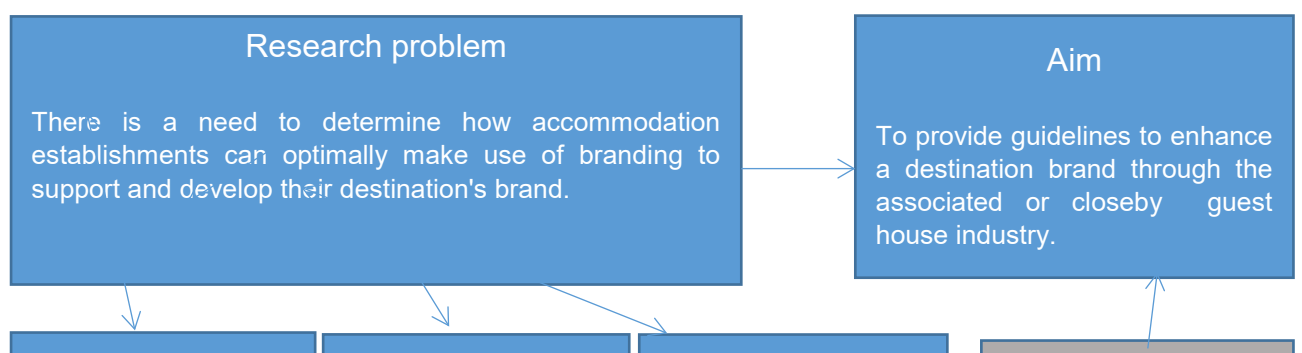 Research problem
There is a need to determine how accommodation
establishments can optimally make use of branding to
support and develop their destination's brand.
Aim
To provide guidelines to enhance
a destination brand through the
associated or closeby guest
house industry.